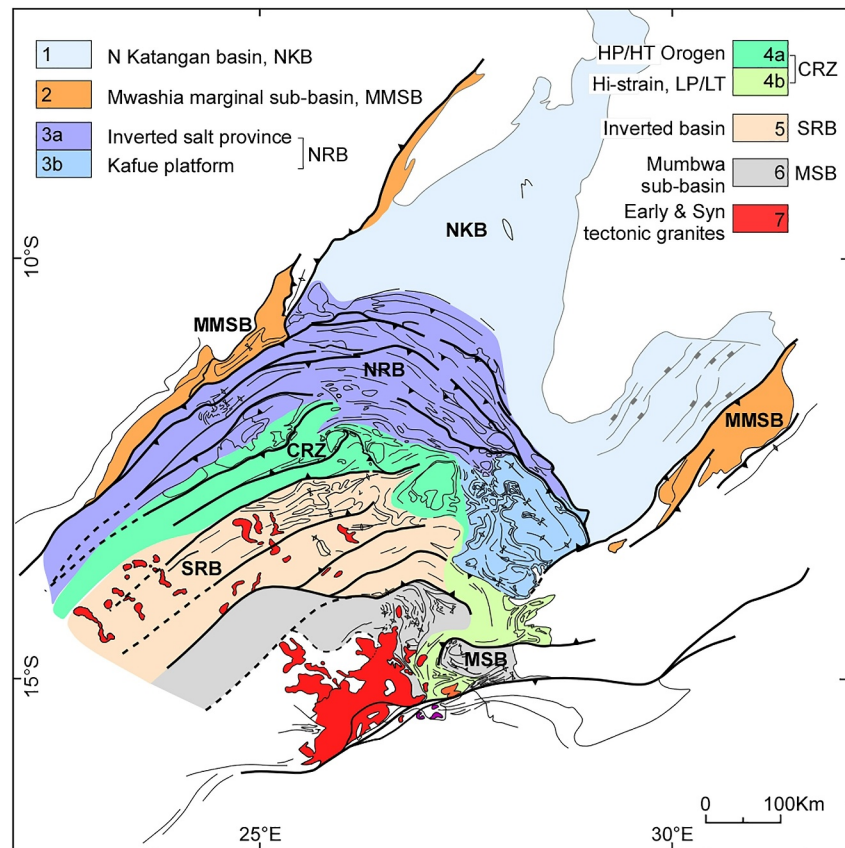 1 N Katangan basin, NKB
2 Mwashia marginal sub-basin, MMSB
3a Inverted salt province
3b Kafue platform
NRB
HP/HT Orogen 4a
Hi-strain, LP/LT 4b
CRZ
Inverted basin 5 SRB
Mumbwa
sub-basin 6 MSB
Early & Syn
tectonic granites 7
10°S
NKB
MMSB
NRB
MMSB
CRZ
SRB
MSB
15°S
0 100Km
25°E 30°E